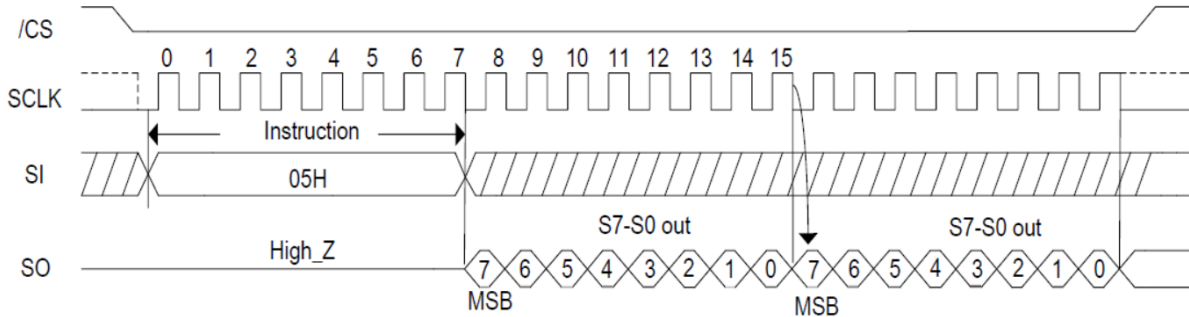 /CS
0 1 2 3 4 5 6 7 8 9 10 11 12 13 14 15
SCLK
Instruction
SI
05H
S7-S0 out S7-S0 out
High_Z
SO
7 6 5 4 3 2 1 0 7 6 5 4 3 2 1 0
MSB MSB